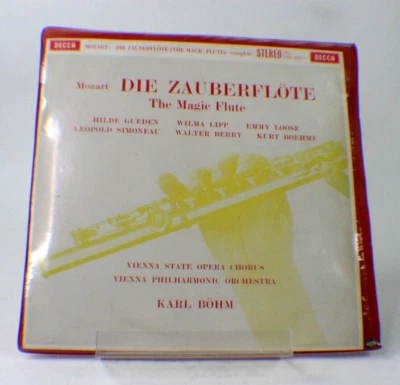 DECCA MOZART: DIE ZAUBERFLÖTE (THE MAGIC FLUTE)—complete STEREO DECCA
Mozart DIE ZAUBERFLÖTE
The Magic Flute
HILDE GUEDEN WILMA LIPP EMMY LOOSE
LEOPOLD SIMONEAU WALTER BERRY KURT BOEHME
VIENNA STATE OPERA CHORUS
VIENNA PHILHARMONIC ORCHESTRA
KARL BÖHM